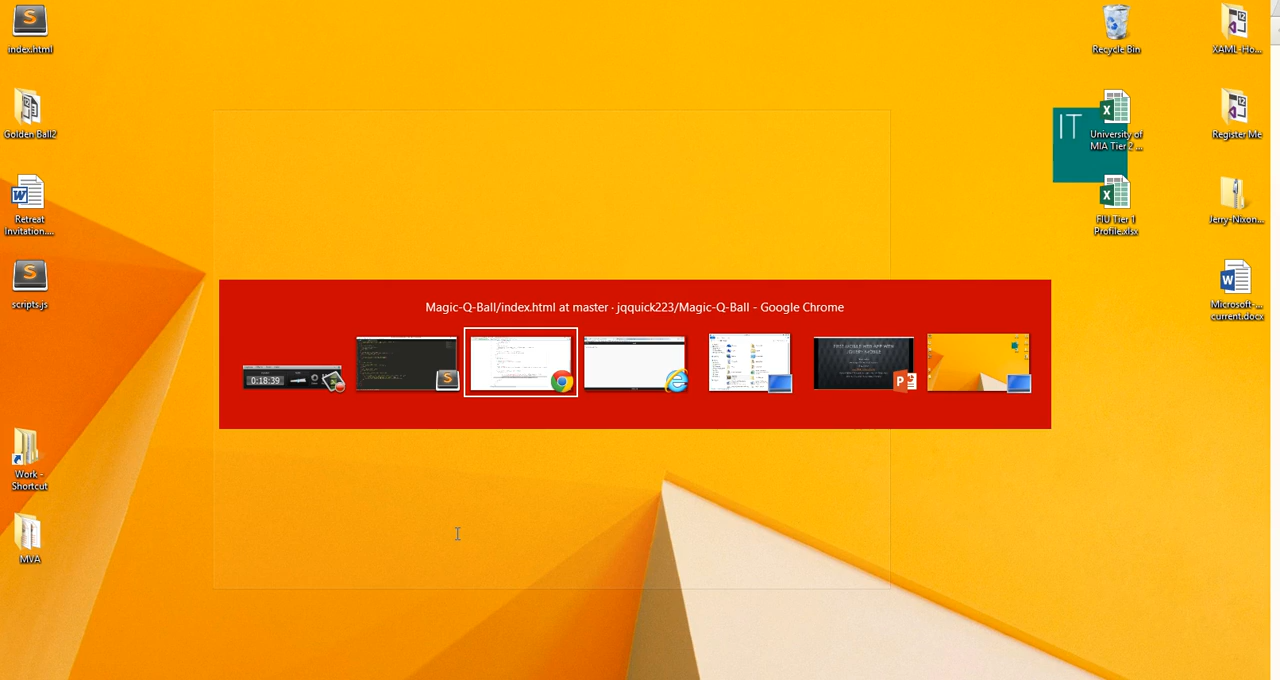 index.html
Golden Ball2
Retreat
Invitation....
scripts.js
Work -
Shortcut
MVA
Magic-Q-Ball/index.html at master · jqquick223/Magic-Q-Ball - Google Chrome
0:18:39
Recycle Bin
IT
University of
MIA Tier 2 ...
FIU Tier 1
Profile.xlsx
XAML-Ho...
Register Me
Jerry-Nixon...
Microsoft-...
current.docx